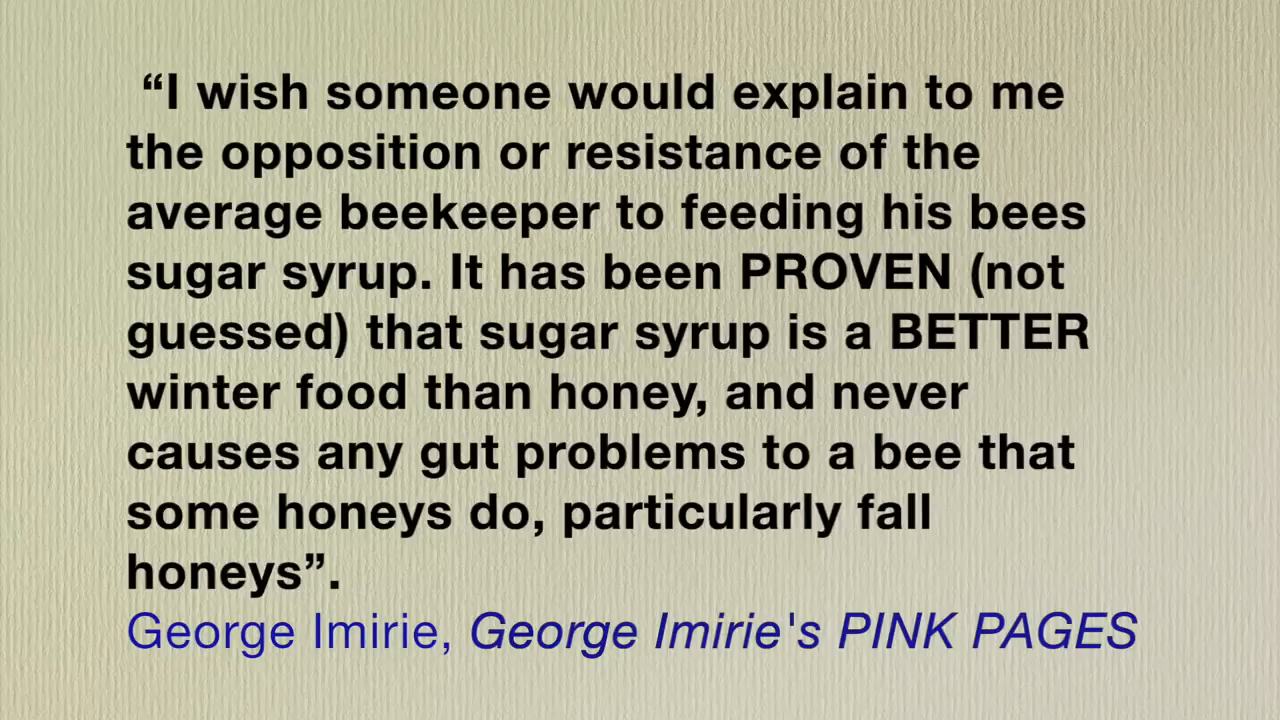 “I wish someone would explain to me
the opposition or resistance of the
average beekeeper to feeding his bees
sugar syrup. It has been PROVEN (not
guessed) that sugar syrup is a BETTER
winter food than honey, and never
causes any gut problems to a bee that
some honeys do, particularly fall
honeys”.
George Imirie, George Imirie's PINK PAGES